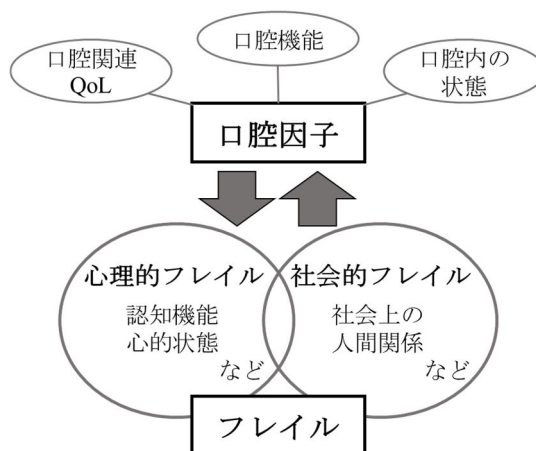 口腔機能
口腔関連
QoL
口腔内の
状態
口腔因子
心理的フレイル
認知機能
心的状態
など
社会的フレイル
社会上の
人間関係
など
フレイル